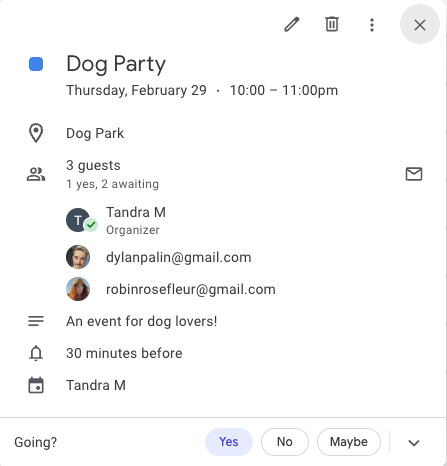 Dog Party
Thursday, February 29 · 10:00 – 11:00pm
Dog Park
3 guests
1 yes, 2 awaiting
T
Tandra M
Organizer
dylanpalin@gmail.com
robinrosefleur@gmail.com
An event for dog lovers!
30 minutes before
Tandra M
Going? Yes No Maybe